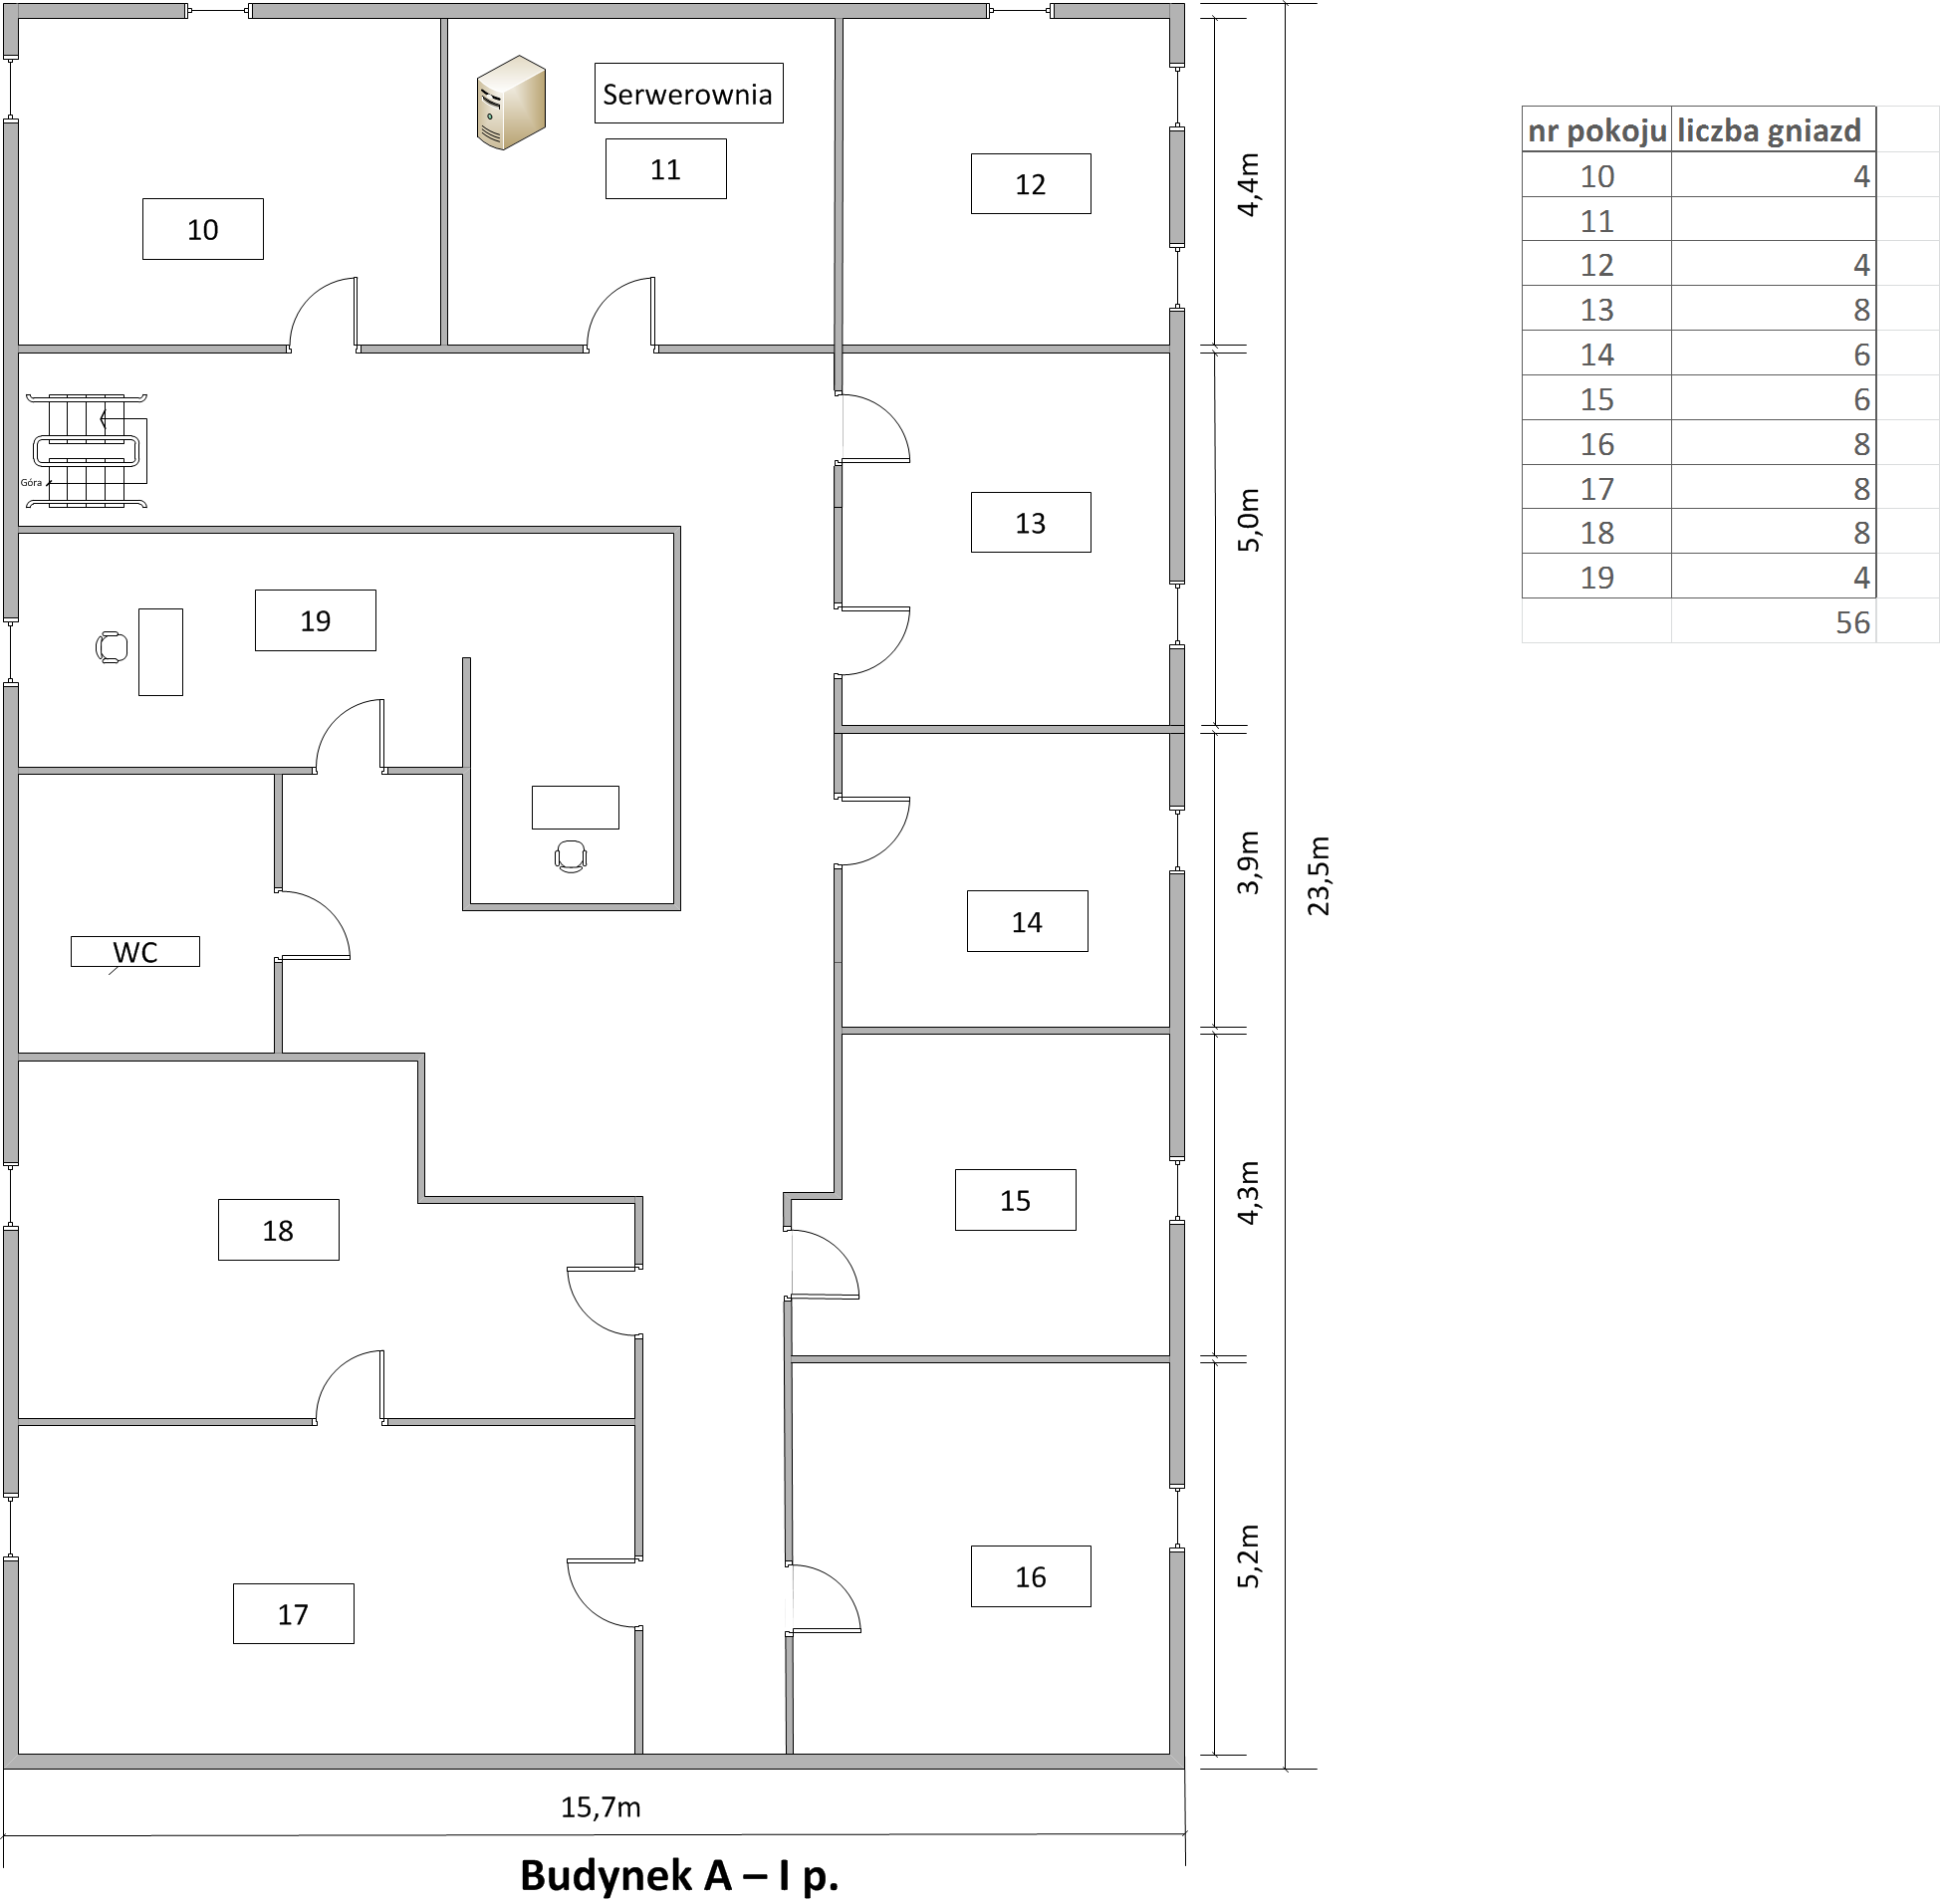 Serwerownia
11
12
10
4,4m
Góra
13
5,0m
19
14
3,9m
23,5m
WC
15
4,3m
18
16
5,2m
17
15,7m
Budynek A – I p.
nr pokoju liczba gniazd
10 4
11
12 4
13 8
14 6
15 6
16 8
17 8
18 8
19 4
56